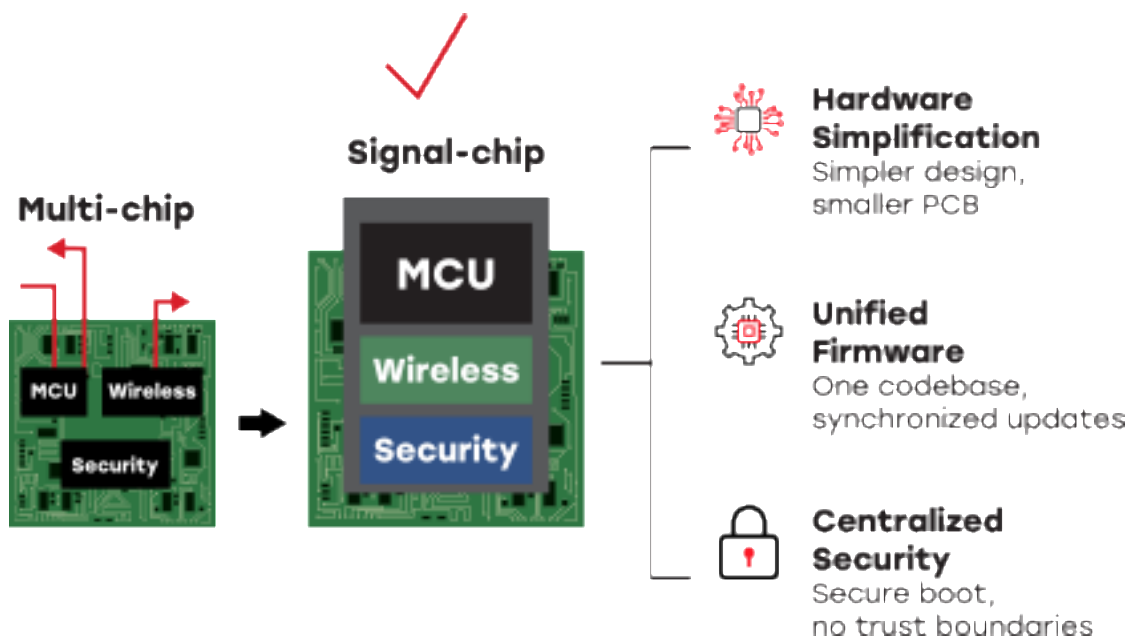 Signal-chip
Multi-chip
MCU
Wireless
Security
MCU
Wireless
Security
Hardware
Simplification
Simpler design,
smaller PCB
Unified
Firmware
One codebase,
synchronized updates
Centralized
Security
Secure boot,
no trust boundaries